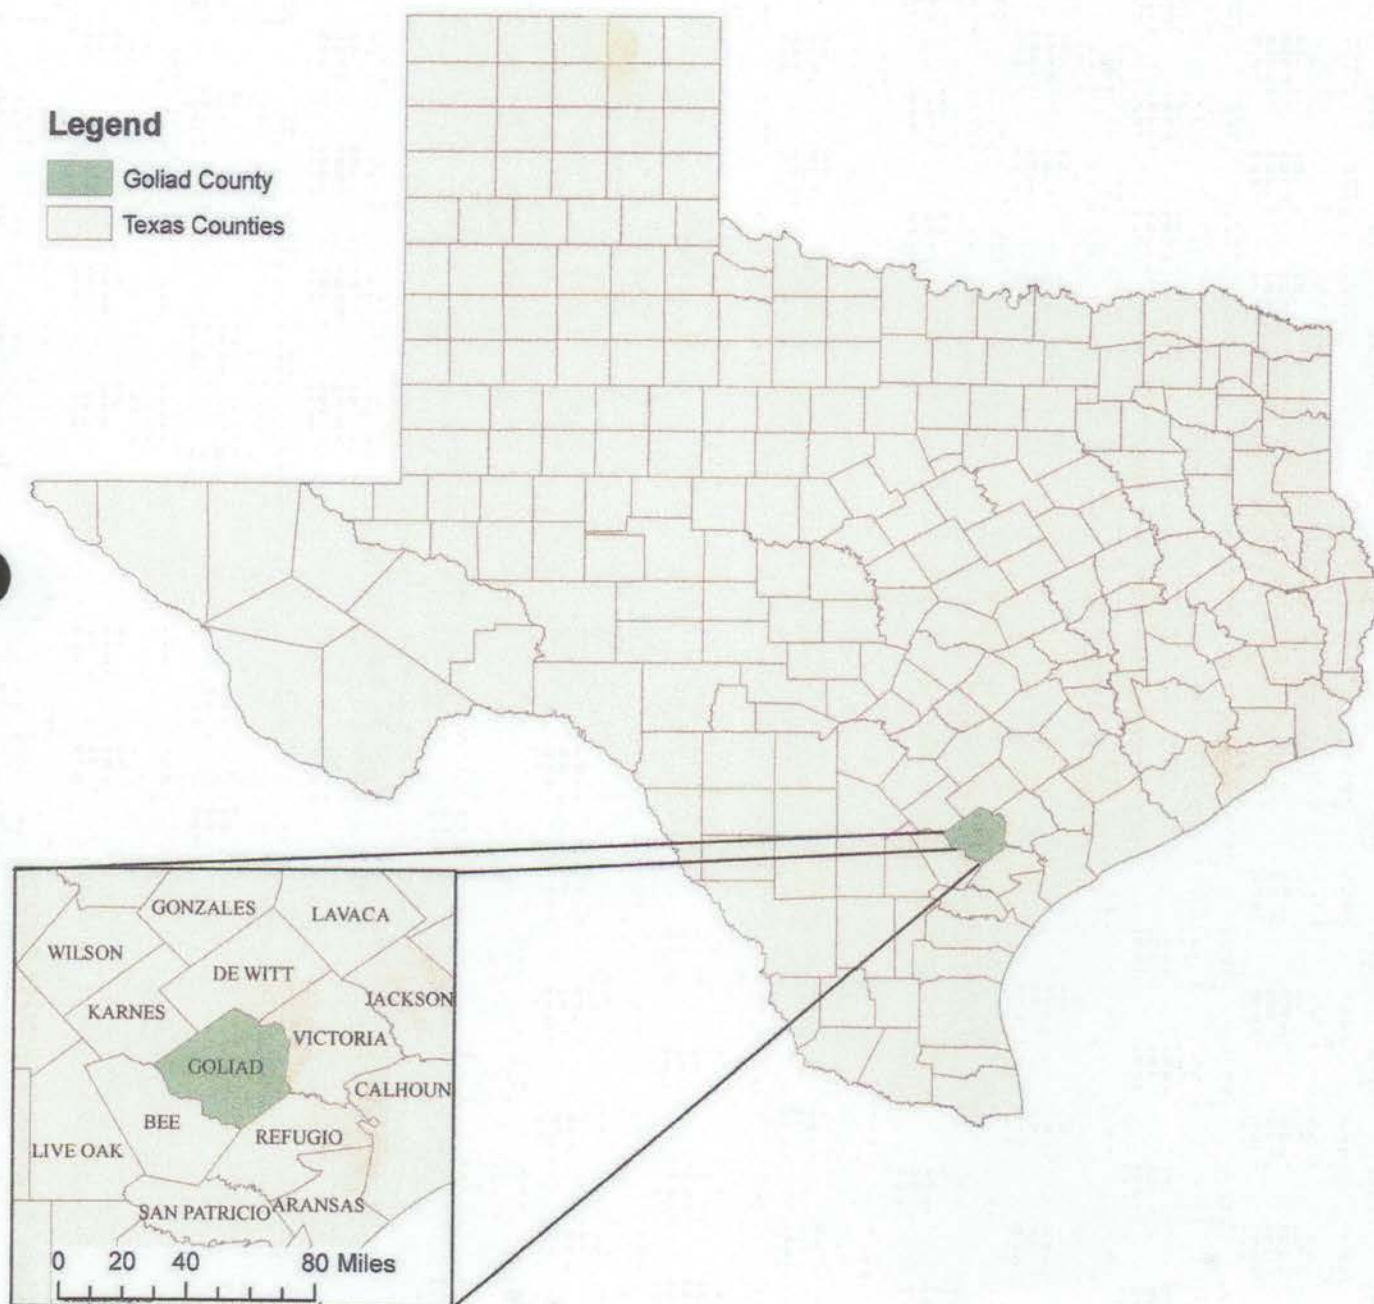 Legend
Goliad County
Texas Counties
GONZALES
LAVACA
WILSON
DE WITT
JACKSON
KARNES
VICTORIA
GOLIAD
CALHOUN
BEE
REFUGIO
LIVE OAK
SAN PATRICIO
ARANSAS
0 20 40 80 Miles